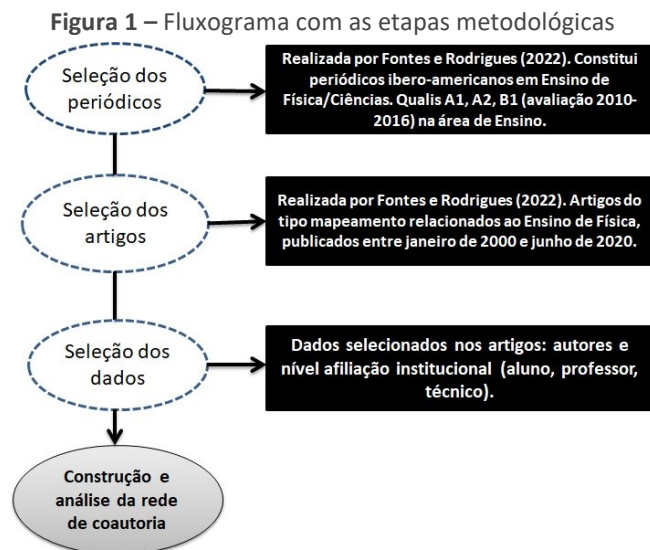 Figura 1 – Fluxograma com as etapas metodológicas
Seleção dos
periódicos
Realizada por Fontes e Rodrigues (2022). Constitui
periódicos ibero-americanos em Ensino de
Física/Ciências. Qualis A1, A2, B1 (avaliação 2010-
2016) na área de Ensino.
Seleção dos
artigos
Realizada por Fontes e Rodrigues (2022). Artigos do
tipo mapeamento relacionados ao Ensino de Física,
publicados entre janeiro de 2000 e junho de 2020.
Seleção dos
dados
Dados selecionados nos artigos: autores e
nível afiliação institucional (aluno, professor,
técnico).
Construção e
análise da rede
de coautoria